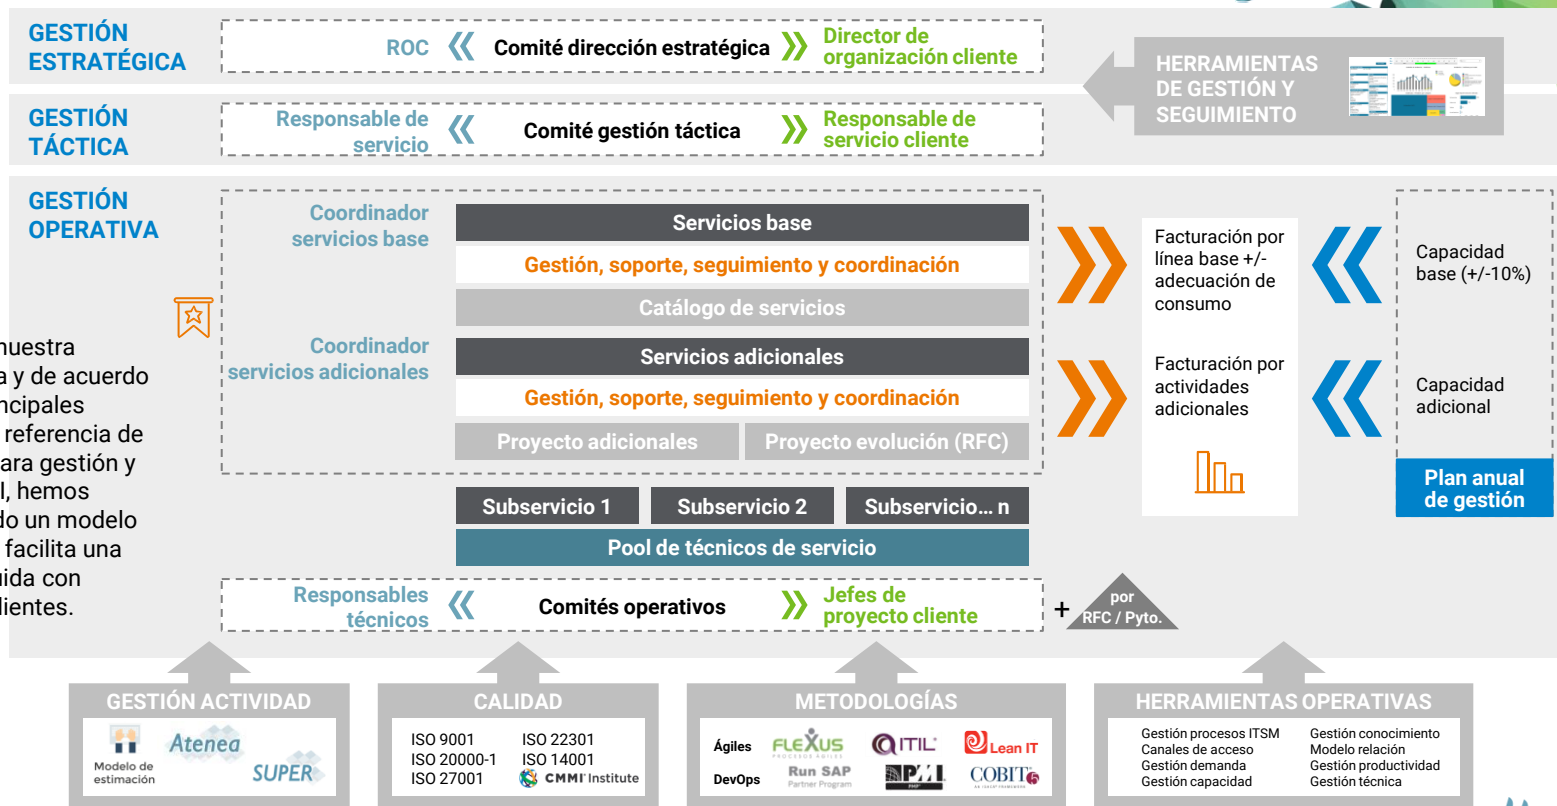 GESTIÓN
ESTRATÉGICA
ROC
Comité dirección estratégica
Director de
organización cliente
HERRAMIENTAS
DE GESTIÓN Y
SEGUIMIENTO
GESTIÓN
TÁCTICA
Responsable de
servicio
Comité gestión táctica
Responsable de
servicio cliente
GESTIÓN
OPERATIVA
Coordinador
servicios base
Servicios base
Gestión, soporte, seguimiento y coordinación
Catálogo de servicios
Coordinador
servicios adicionales
Servicios adicionales
Gestión, soporte, seguimiento y coordinación
Proyecto adicionales
Proyecto evolución (RFC)
Facturación por
línea base +/-
adecuación de
consumo
Facturación por
actividades
adicionales
Capacidad
base (+/-10%)
Capacidad
adicional
Plan anual
de gestión
nuestra
a y de acuerdo
ncipales
referencia de
para gestión y
I, hemos
do un modelo
facilita una
uida con
lientes.
Subservicio 1
Subservicio 2
Subservicio... n
Pool de técnicos de servicio
Responsables
técnicos
Comités operativos
Jefes de
proyecto cliente
+
por
RFC / Pyto.
GESTIÓN ACTIVIDAD
Modelo de
estimación
Atenea
SUPER
CALIDAD
ISO 9001
ISO 20000-1
ISO 27001
ISO 22301
ISO 14001
CMMI Institute
METODOLOGÍAS
Ágiles
FLEXUS
PROCESOS ÁGILES
ITIL
Lean IT
DevOps
Run SAP
Partner Program
PMI
COBIT 5
HERRAMIENTAS OPERATIVAS
Gestión procesos ITSM
Canales de acceso
Gestión demanda
Gestión capacidad
Gestión conocimiento
Modelo relación
Gestión productividad
Gestión técnica